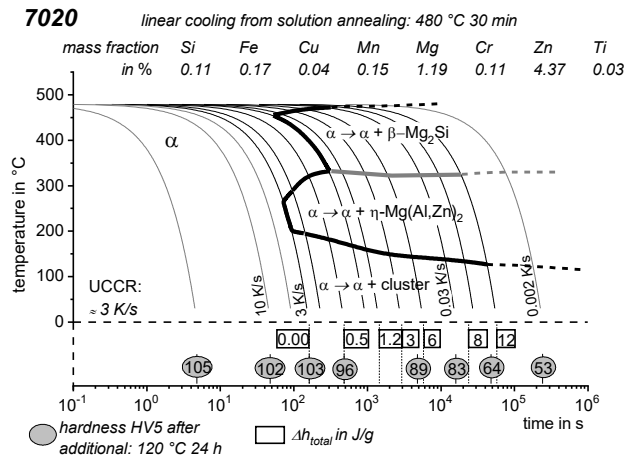 7020
linear cooling from solution annealing: 480 °C 30 min
mass fraction Si Fe Cu Mn Mg Cr Zn Ti
in % 0.11 0.17 0.04 0.15 1.19 0.11 4.37 0.03
500
400
300
200
100
0
temperature in °C
α
α → α + β–Mg₂Si
α → α + η-Mg(Al,Zn)₂
α → α + cluster
UCCR:
≈ 3 K/s
10 K/s
3 K/s
0.03 K/s
0.002 K/s
0.00 0.5 1.2 3 6 8 12
105 102 103 96 89 83 64 53
10⁻¹ 10⁰ 10¹ 10² 10³ 10⁴ 10⁵ 10⁶
time in s
hardness HV5 after
additional: 120 °C 24 h
Δh_total in J/g